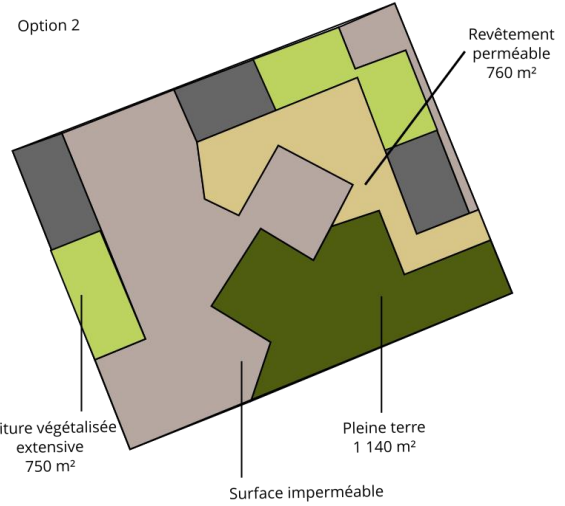 Option 2
Revêtement
perméable
760 m²
iture végétalisée
extensive
750 m²
Pleine terre
1 140 m²
Surface imperméable